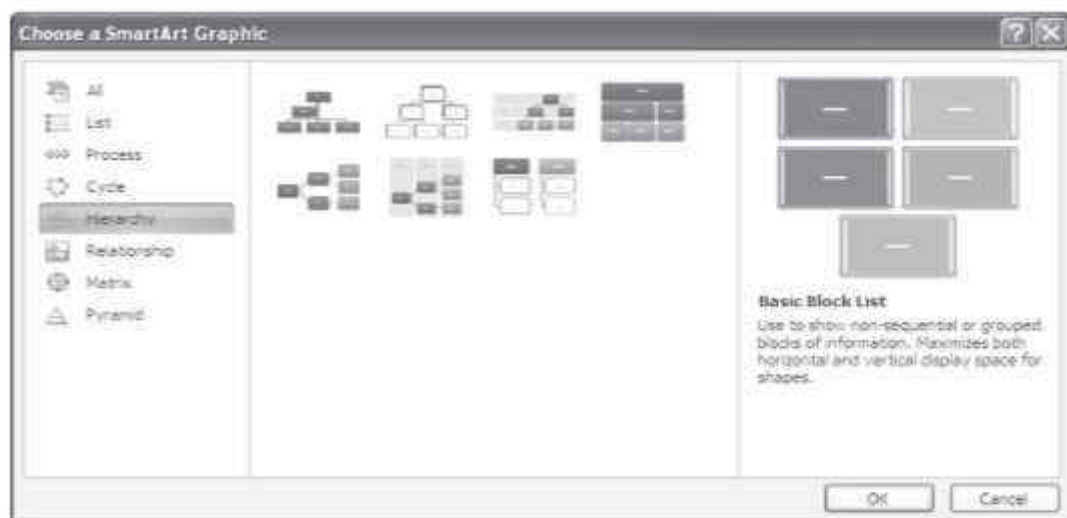 Choose a SmartArt Graphic
All
List
Process
Cycle
Hierarchy
Relationship
Matrix
Pyramid
Basic Block List
Use to show non-sequential or grouped
blocks of information. Maximizes both
horizontal and vertical display space for
shapes.
OK
Cancel